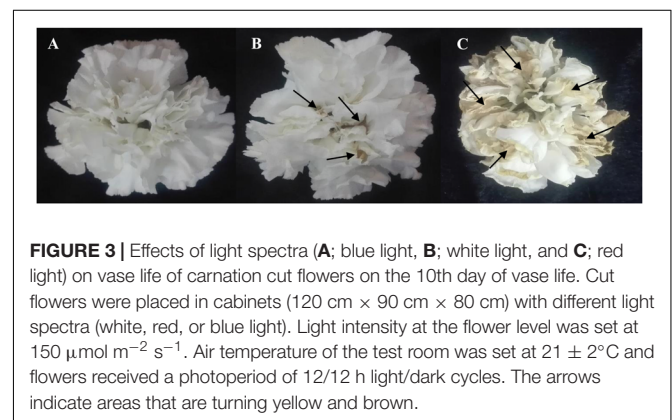 A B C
FIGURE 3 | Effects of light spectra (A; blue light, B; white light, and C; red
light) on vase life of carnation cut flowers on the 10th day of vase life. Cut
flowers were placed in cabinets (120 cm × 90 cm × 80 cm) with different light
spectra (white, red, or blue light). Light intensity at the flower level was set at
150 μmol m−2 s−1. Air temperature of the test room was set at 21 ± 2°C and
flowers received a photoperiod of 12/12 h light/dark cycles. The arrows
indicate areas that are turning yellow and brown.